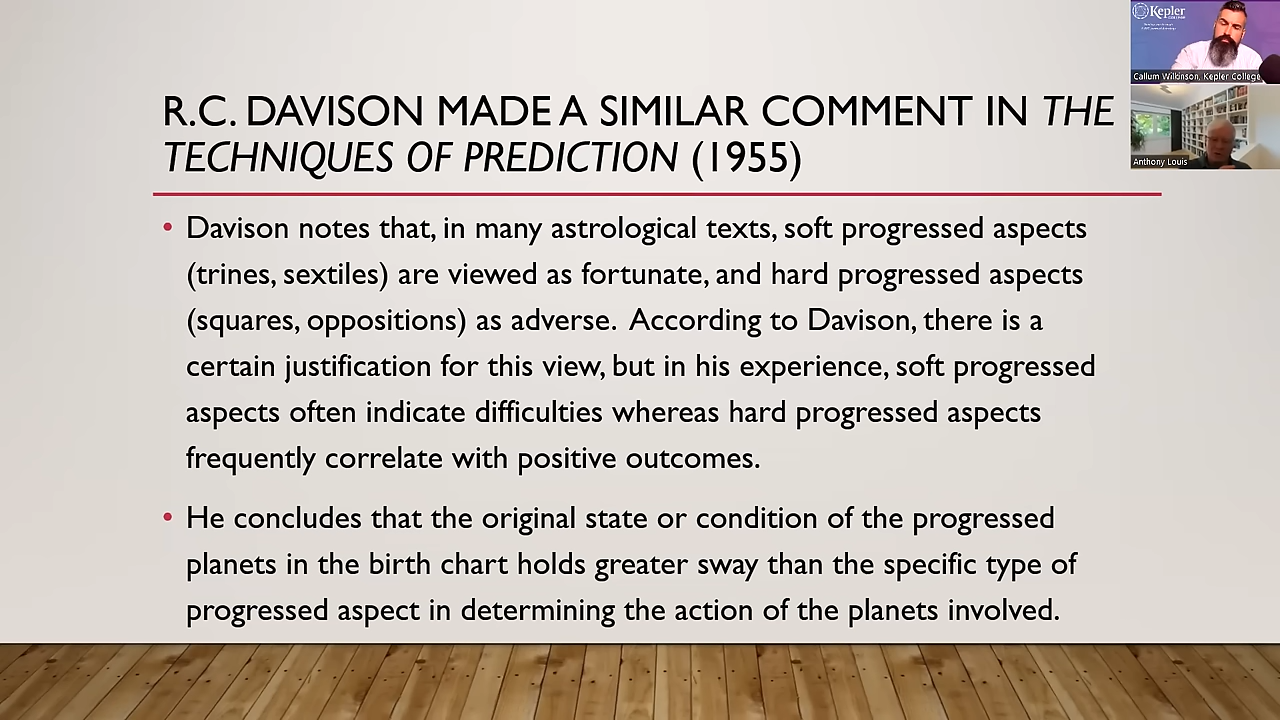 Kepler
COLLEGE
Callum Wilkinson, Kepler College
Anthony Louis
R.C. DAVISON MADE A SIMILAR COMMENT IN THE
TECHNIQUES OF PREDICTION (1955)
• Davison notes that, in many astrological texts, soft progressed aspects
(trines, sextiles) are viewed as fortunate, and hard progressed aspects
(squares, oppositions) as adverse. According to Davison, there is a
certain justification for this view, but in his experience, soft progressed
aspects often indicate difficulties whereas hard progressed aspects
frequently correlate with positive outcomes.
• He concludes that the original state or condition of the progressed
planets in the birth chart holds greater sway than the specific type of
progressed aspect in determining the action of the planets involved.